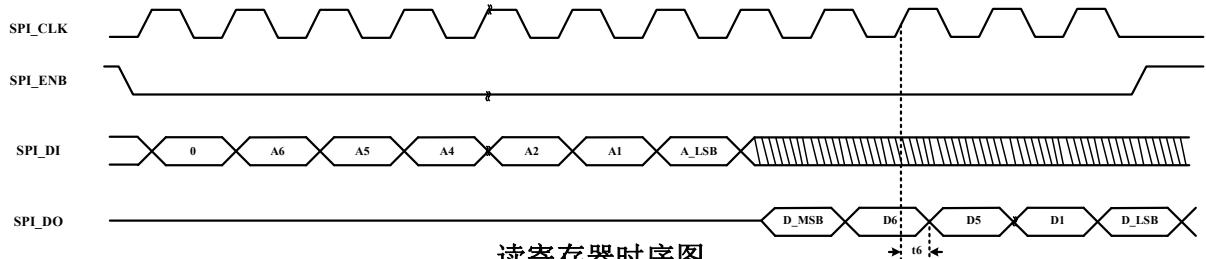 SPI_CLK
SPI_ENB
SPI_DI 0 A6 A5 A4 A2 A1 A_LSB
SPI_DO D_MSB D6 D5 D1 D_LSB
t6
读寄存器时序图